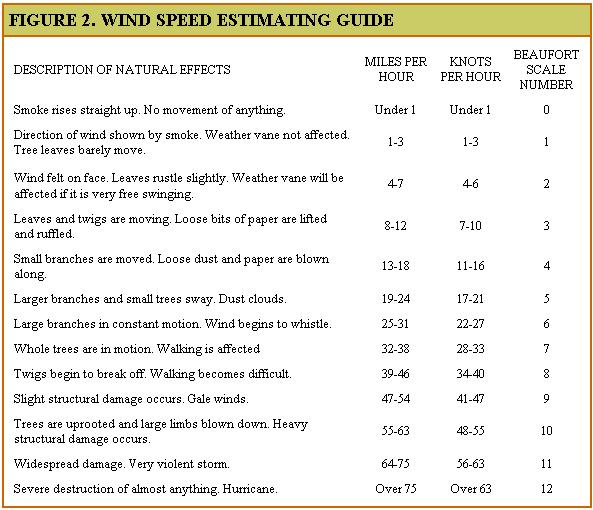 FIGURE 2. WIND SPEED ESTIMATING GUIDE
DESCRIPTION OF NATURAL EFFECTS
MILES PER
HOUR
KNOTS
PER HOUR
BEAUFORT
SCALE
NUMBER
Smoke rises straight up. No movement of anything. Under 1 Under 1 0
Direction of wind shown by smoke. Weather vane not affected.
Tree leaves barely move. 1-3 1-3 1
Wind felt on face. Leaves rustle slightly. Weather vane will be
affected if it is very free swinging. 4-7 4-6 2
Leaves and twigs are moving. Loose bits of paper are lifted
and ruffled. 8-12 7-10 3
Small branches are moved. Loose dust and paper are blown
along. 13-18 11-16 4
Larger branches and small trees sway. Dust clouds. 19-24 17-21 5
Large branches in constant motion. Wind begins to whistle. 25-31 22-27 6
Whole trees are in motion. Walking is affected 32-38 28-33 7
Twigs begin to break off. Walking becomes difficult. 39-46 34-40 8
Slight structural damage occurs. Gale winds. 47-54 41-47 9
Trees are uprooted and large limbs blown down. Heavy
structural damage occurs. 55-63 48-55 10
Widespread damage. Very violent storm. 64-75 56-63 11
Severe destruction of almost anything. Hurricane. Over 75 Over 63 12